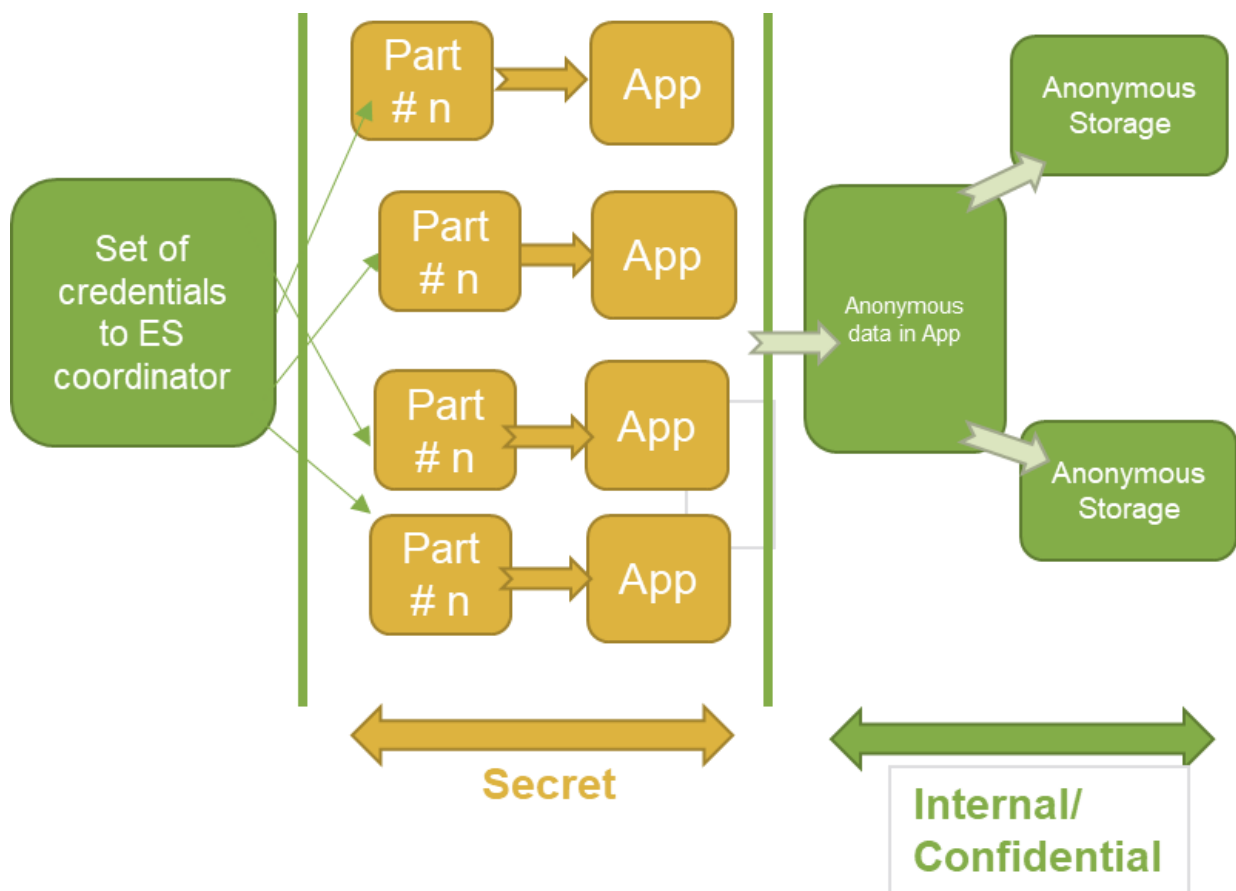 Set of
credentials
to ES
coordinator
Part
# n
App
Part
# n
App
Part
# n
App
Part
# n
App
Anonymous
data in App
Anonymous
Storage
Anonymous
Storage
Secret
Internal/
Confidential